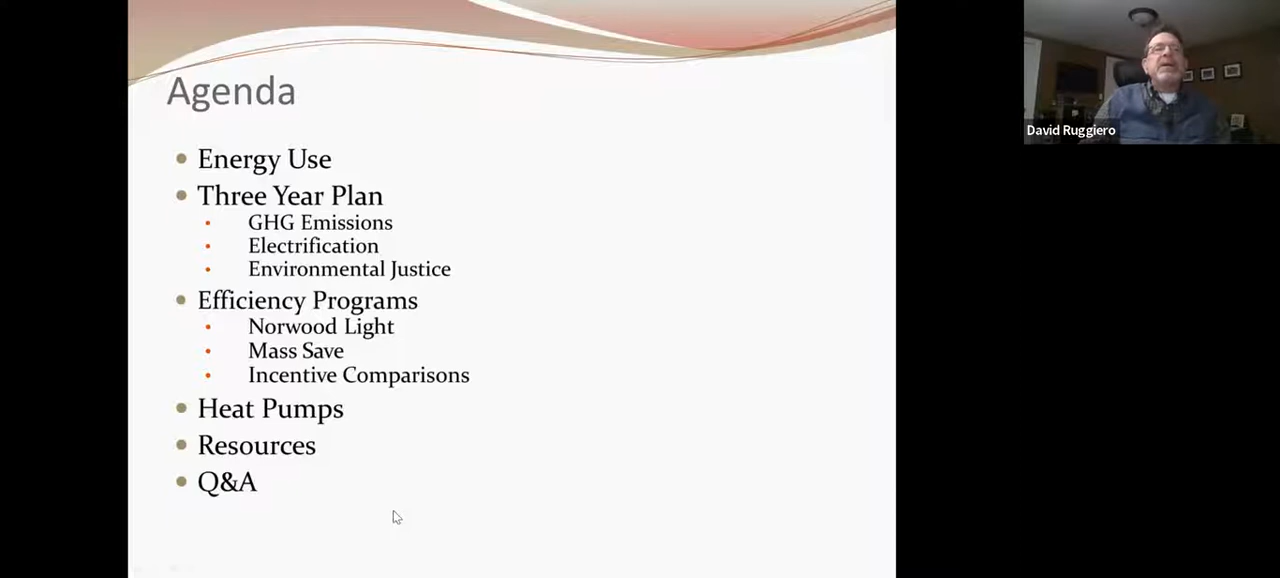 Agenda
Energy Use
Three Year Plan
GHG Emissions
Electrification
Environmental Justice
Efficiency Programs
Norwood Light
Mass Save
Incentive Comparisons
Heat Pumps
Resources
Q&A
David Ruggiero